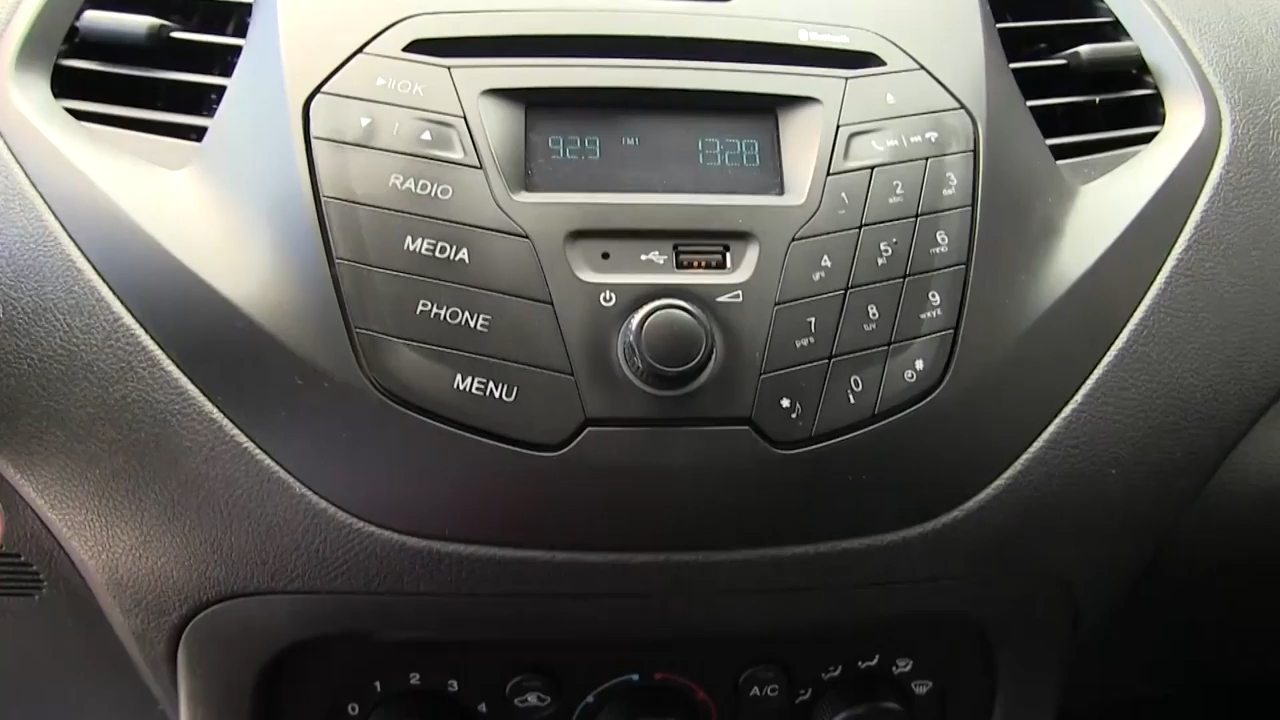 Bluetooth
OK
RADIO
MEDIA
PHONE
MENU
92.9 FM1 13:28
1
2 abc
3 def
4 ghi
5 jkl
6 mno
7 pqrs
8 tuv
9 wxyz
*
0
#
0 1 2 3 4
A/C